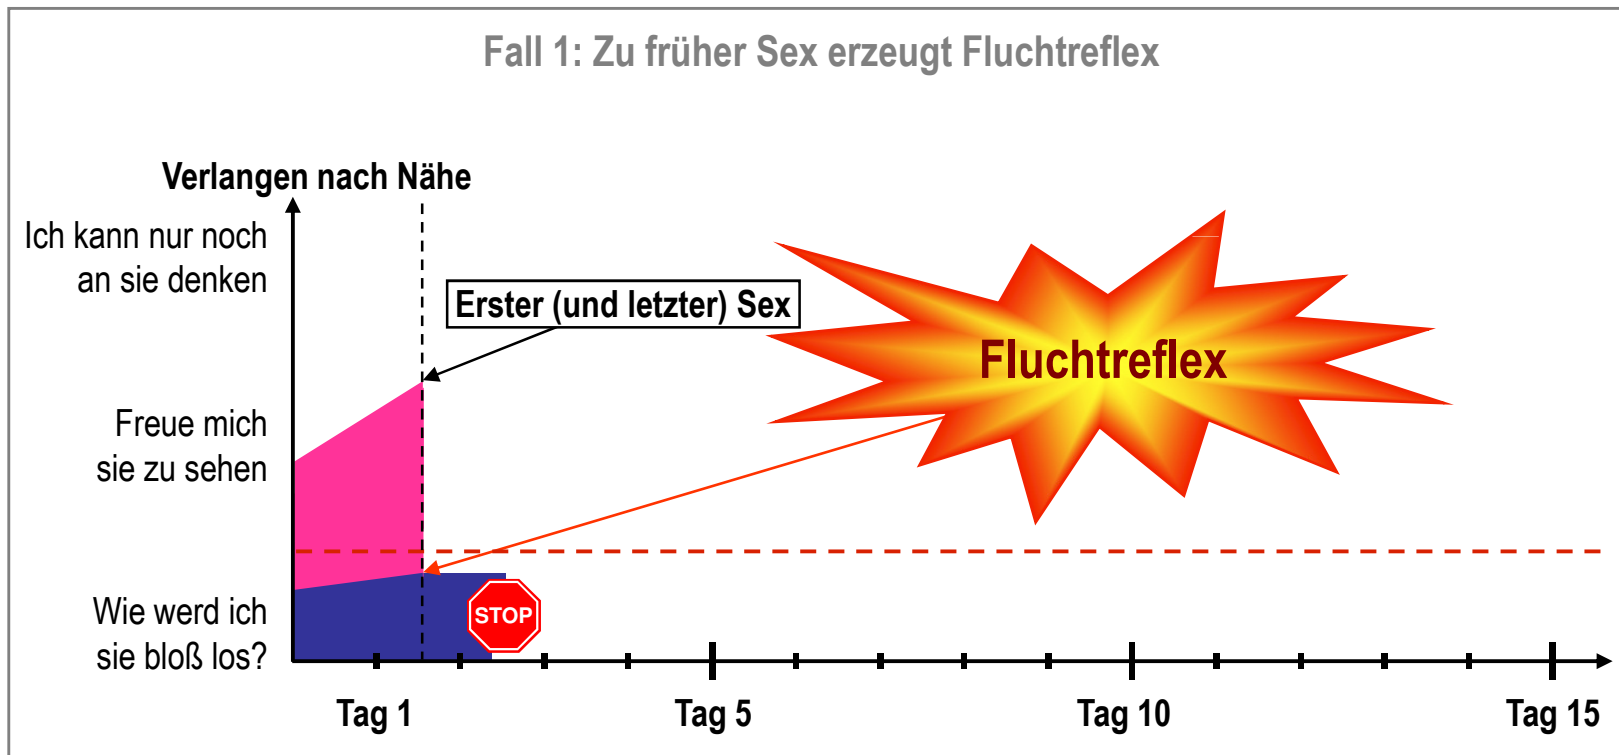 Fall 1: Zu früher Sex erzeugt Fluchtreflex
Verlangen nach Nähe
Ich kann nur noch
an sie denken
Erster (und letzter) Sex
Fluchtreflex
Freue mich
sie zu sehen
Wie werd ich
sie bloß los?
STOP
Tag 1
Tag 5
Tag 10
Tag 15